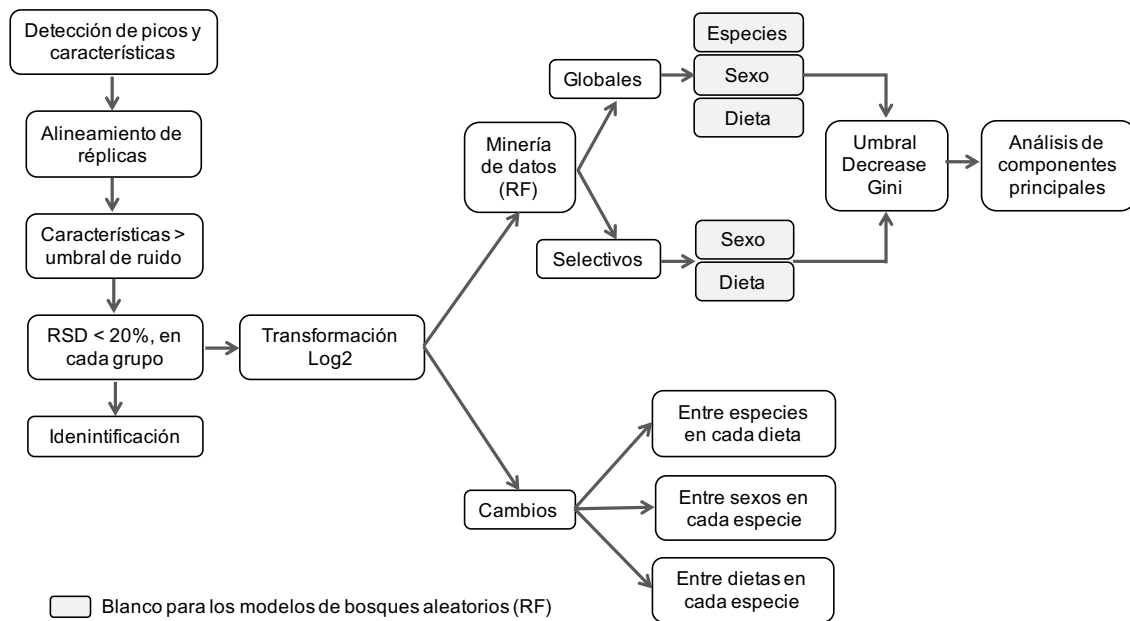 Detección de picos y
características
Alineamiento de
réplicas
Características >
umbral de ruido
RSD < 20%, en
cada grupo
Idenintificación
Transformación
Log2
Minería
de datos
(RF)
Globales
Selectivos
Especies
Sexo
Dieta
Sexo
Dieta
Umbral
Decrease
Gini
Análisis de
componentes
principales
Cambios
Entre especies
en cada dieta
Entre sexos en
cada especie
Entre dietas en
cada especie
Blanco para los modelos de bosques aleatorios (RF)